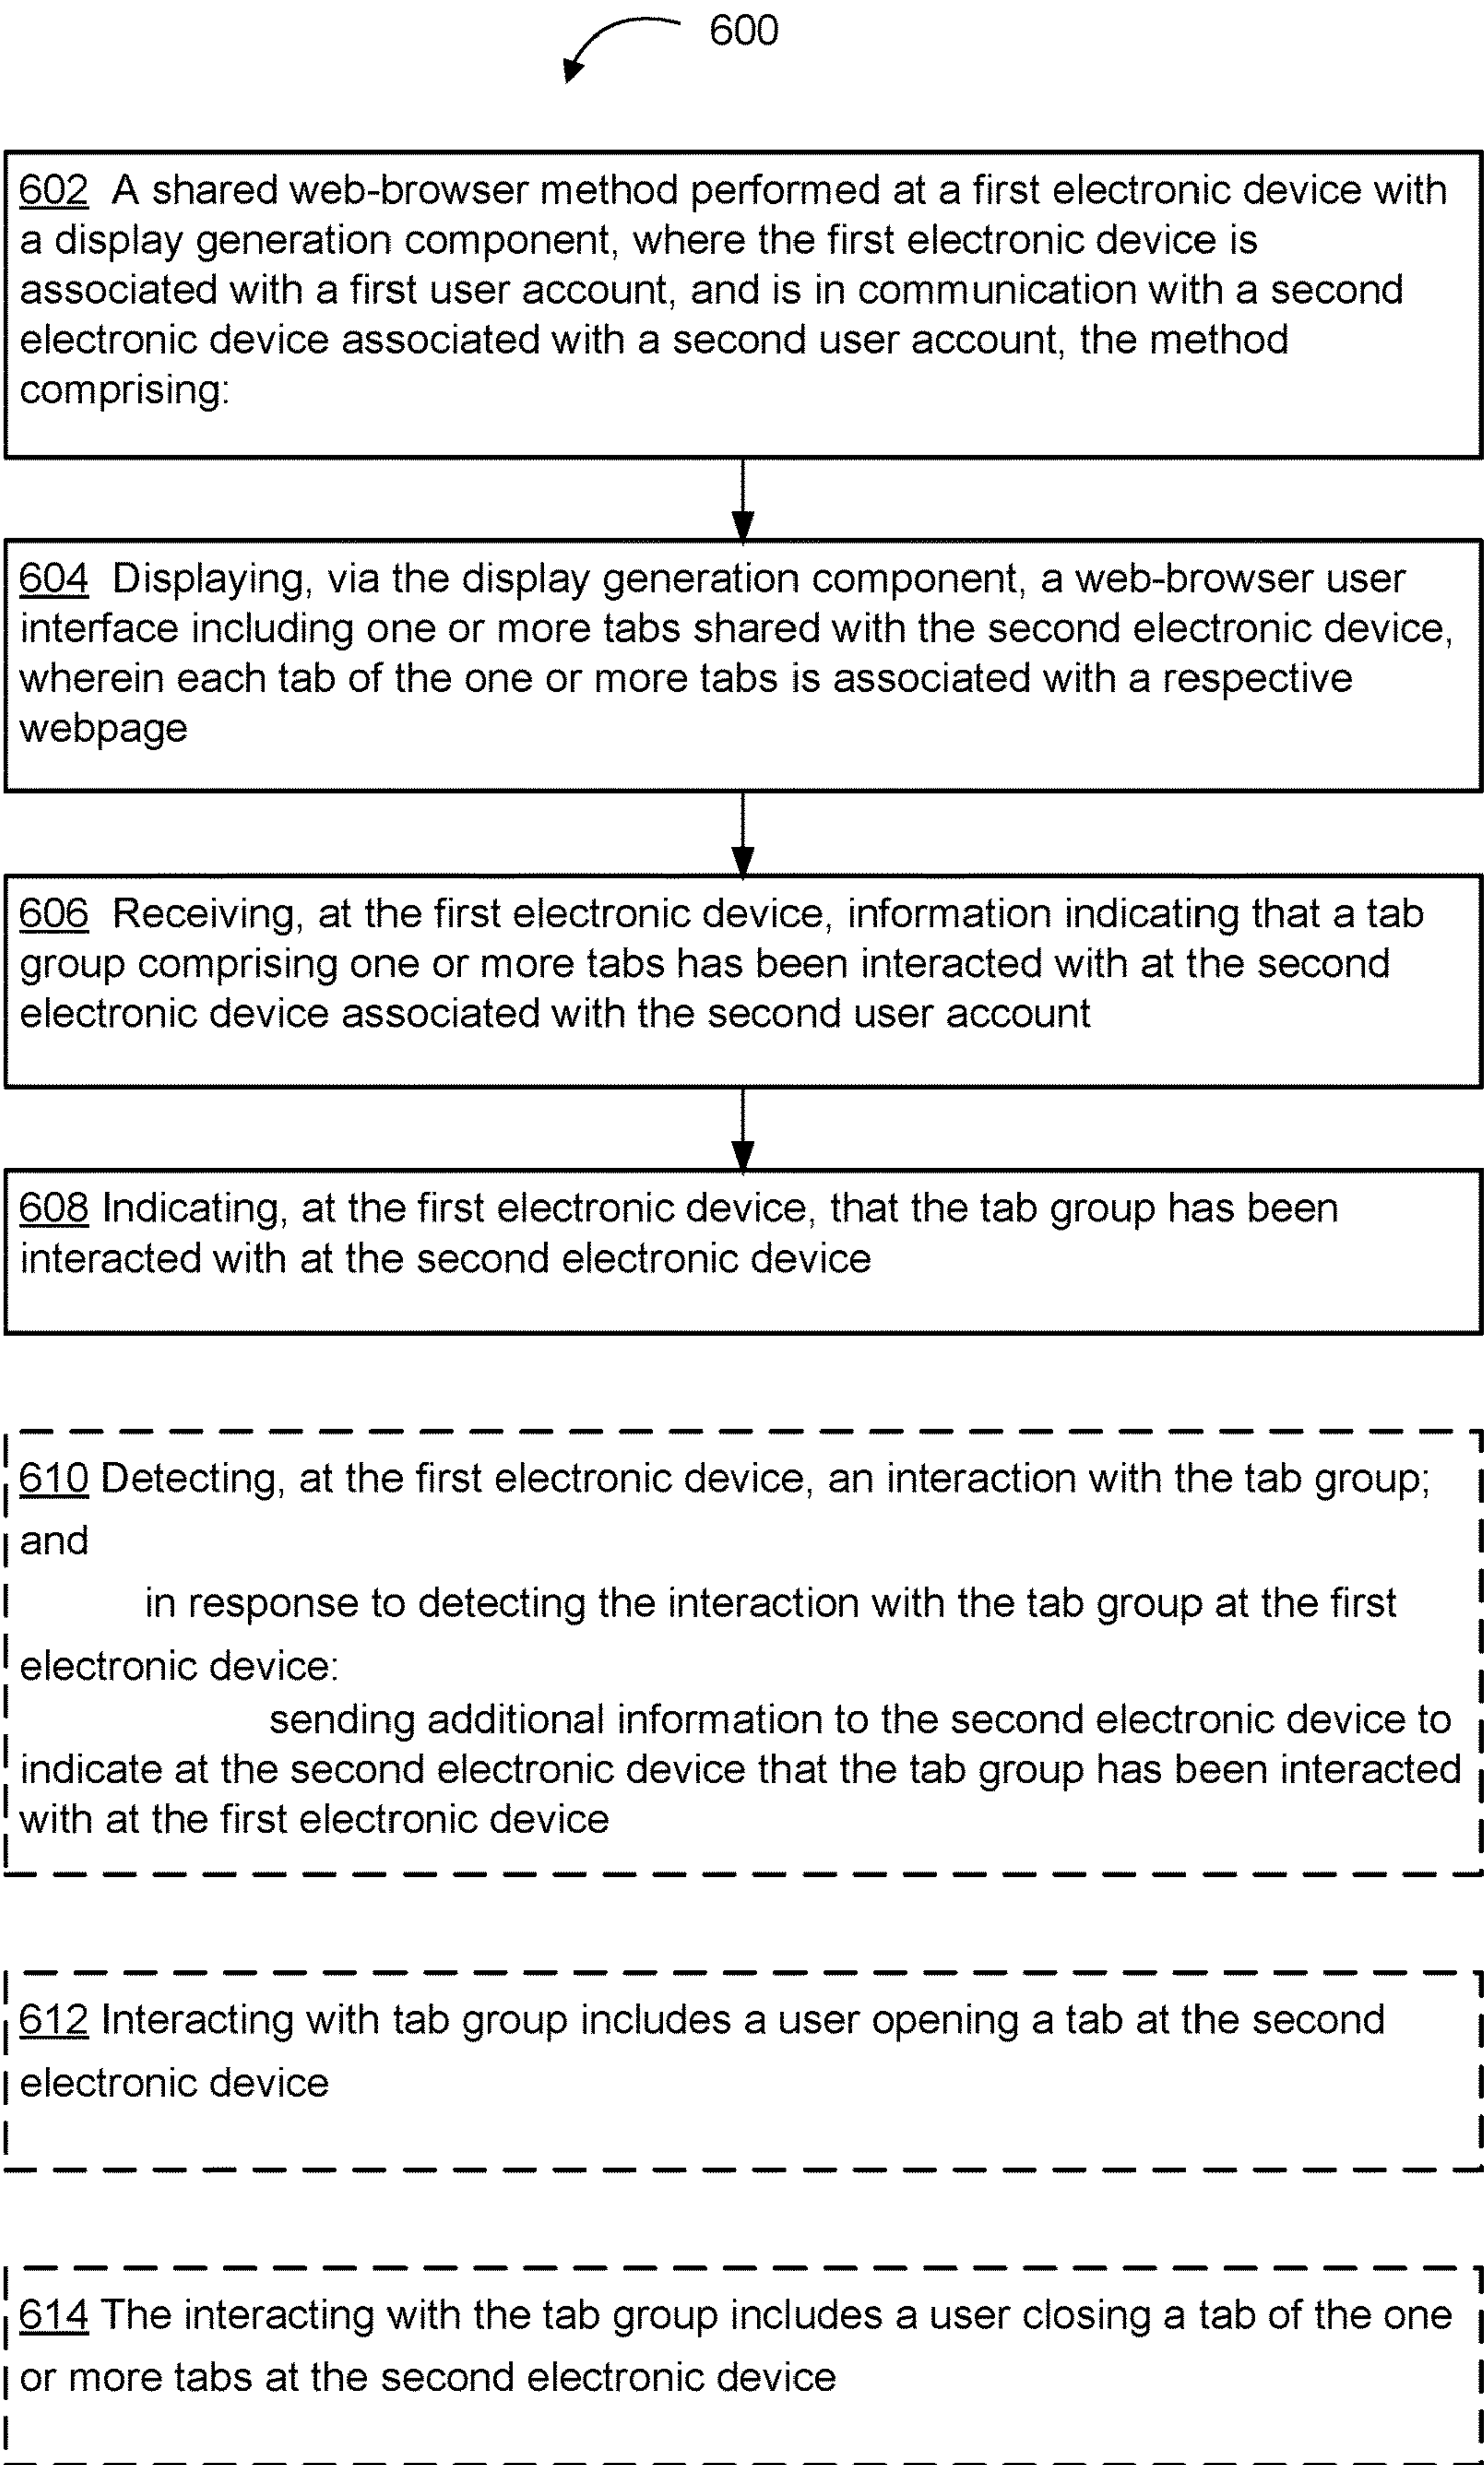 600
602 A shared web-browser method performed at a first electronic device with
a display generation component, where the first electronic device is
associated with a first user account, and is in communication with a second
electronic device associated with a second user account, the method
comprising:
604 Displaying, via the display generation component, a web-browser user
interface including one or more tabs shared with the second electronic device,
wherein each tab of the one or more tabs is associated with a respective
webpage
606 Receiving, at the first electronic device, information indicating that a tab
group comprising one or more tabs has been interacted with at the second
electronic device associated with the second user account
608 Indicating, at the first electronic device, that the tab group has been
interacted with at the second electronic device
610 Detecting, at the first electronic device, an interaction with the tab group;
and
in response to detecting the interaction with the tab group at the first
electronic device:
sending additional information to the second electronic device to
indicate at the second electronic device that the tab group has been interacted
with at the first electronic device
612 Interacting with tab group includes a user opening a tab at the second
electronic device
614 The interacting with the tab group includes a user closing a tab of the one
or more tabs at the second electronic device